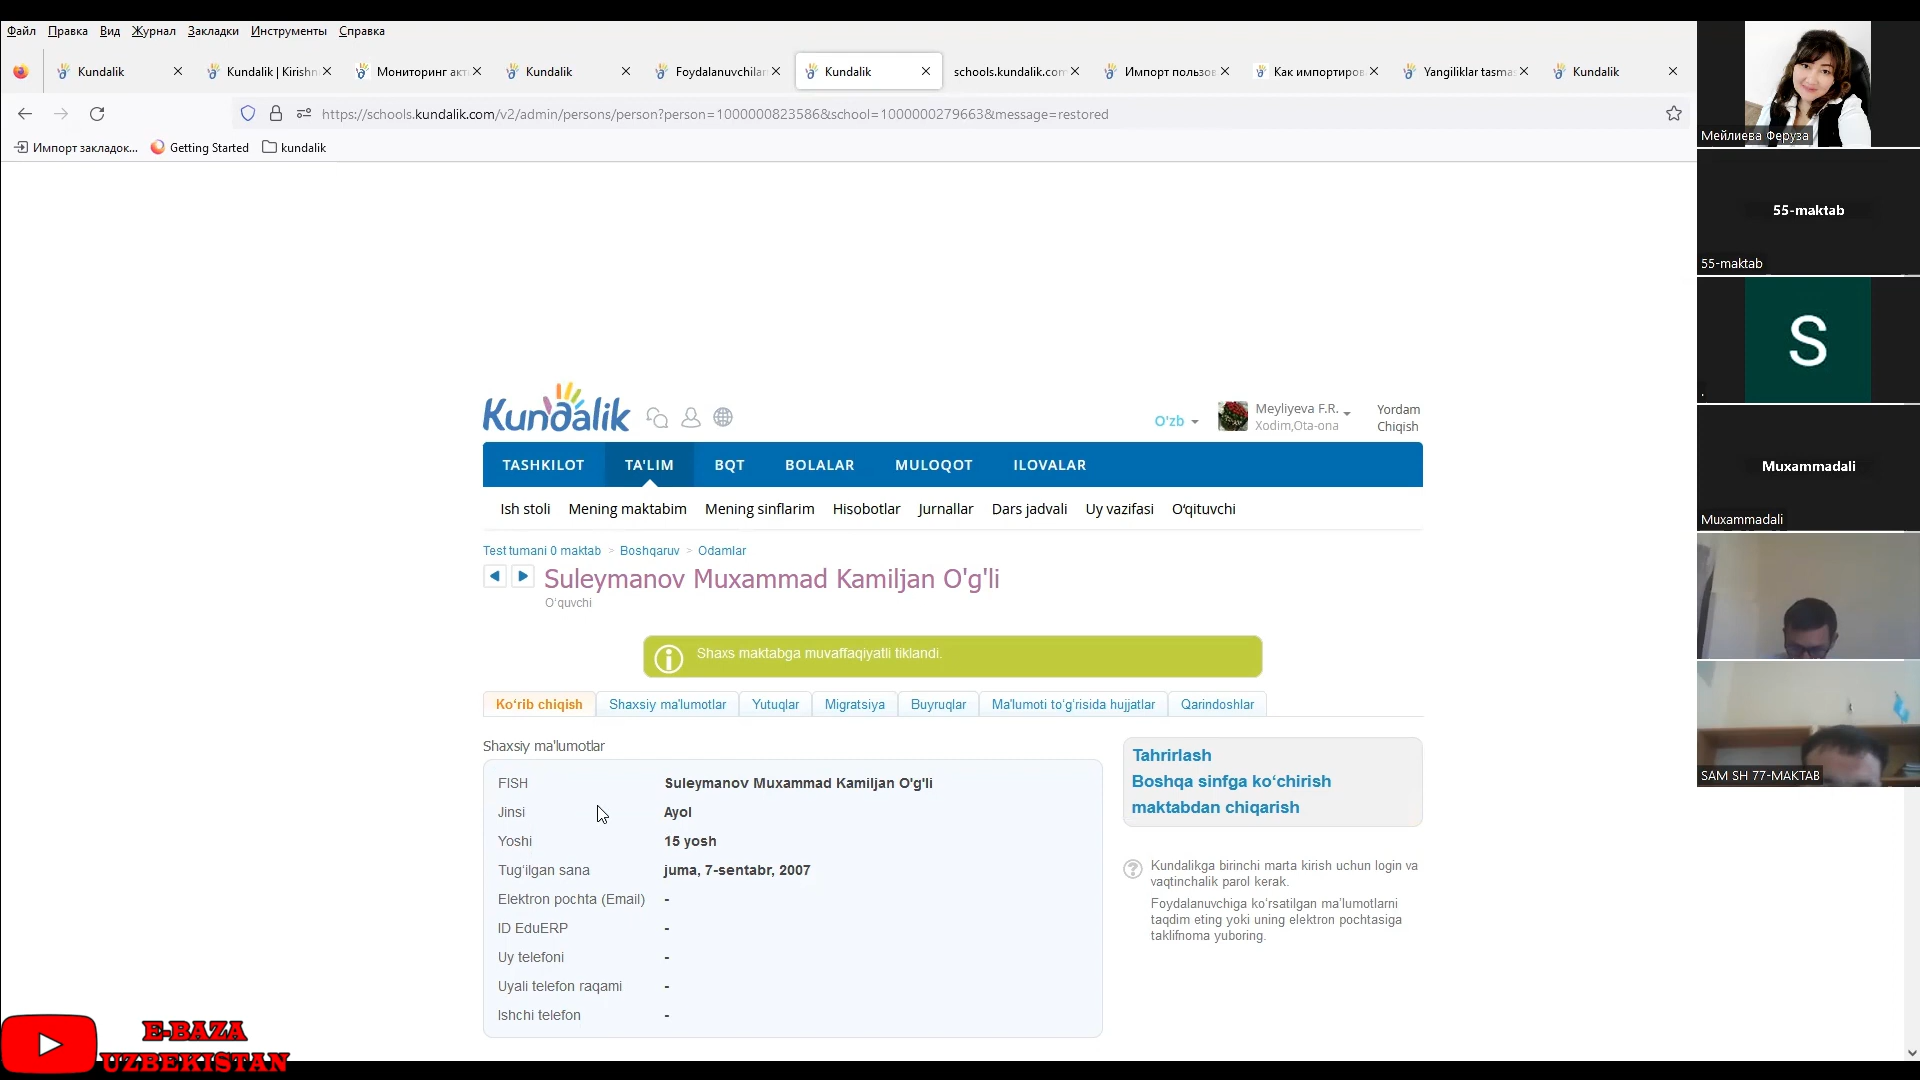 Файл Правка Вид Журнал Закладки Инструменты Справка
Kundalik
Kundalik | Kirishn
Мониторинг акт
Kundalik
Foydalanuvchilar
Kundalik
schools.kundalik.com
Импорт пользов
Как импортиров
Yangiliklar tasmas
Kundalik
https://schools.kundalik.com/v2/admin/persons/person?person=1000000823586&school=1000000279663&message=restored
Импорт закладок... Getting Started kundalik
Kundalik
O'zb
Meyliyeva F.R.
Xodim,Ota-ona
Yordam
Chiqish
TASHKILOT TA'LIM BQT BOLALAR MULOQOT ILOVALAR
Ish stoli Mening maktabim Mening sinflarim Hisobotlar Jurnallar Dars jadvali Uy vazifasi O‘qituvchi
Test tumani 0 maktab > Boshqaruv > Odamlar
Suleymanov Muxammad Kamiljan O'g'li
O‘quvchi
Shaxs maktabga muvaffaqiyatli tiklandi.
Ko‘rib chiqish Shaxsiy ma'lumotlar Yutuqlar Migratsiya Buyruqlar Ma'lumoti to‘g‘risida hujjatlar Qarindoshlar
Shaxsiy ma'lumotlar
FISH Suleymanov Muxammad Kamiljan O'g'li
Jinsi Ayol
Yoshi 15 yosh
Tug‘ilgan sana juma, 7-sentabr, 2007
Elektron pochta (Email) -
ID EduERP -
Uy telefoni -
Uyali telefon raqami -
Ishchi telefon -
Tahrirlash
Boshqa sinfga ko‘chirish
maktabdan chiqarish
Kundalikga birinchi marta kirish uchun login va
vaqtinchalik parol kerak.
Foydalanuvchiga ko‘rsatilgan ma’lumotlarni
taqdim eting yoki uning elektron pochtasiga
taklifnoma yuboring.
Мейлиева Феруза
55-maktab
55-maktab
S
.
Muxammadali
Muxammadali
SAM SH 77-MAKTAB
E-BAZA
UZBEKISTAN